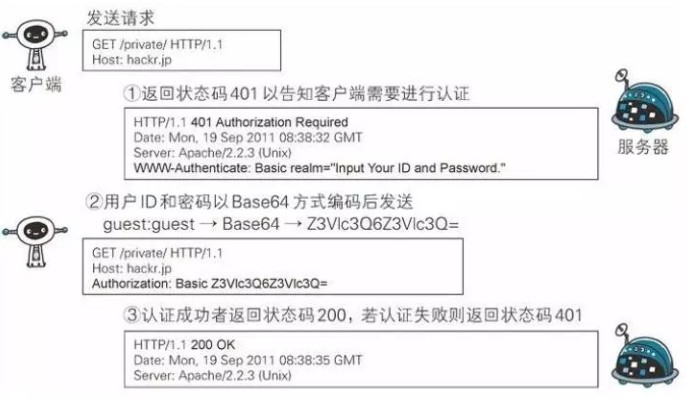 发送请求
GET /private/ HTTP/1.1
Host: hackr.jp
客户端
①返回状态码401以告知客户端需要进行认证
HTTP/1.1 401 Authorization Required
Date: Mon, 19 Sep 2011 08:38:32 GMT
Server: Apache/2.2.3 (Unix)
WWW-Authenticate: Basic realm="Input Your ID and Password."
服务器
②用户ID和密码以Base64方式编码后发送
guest:guest → Base64 → Z3Vlc3Q6Z3Vlc3Q=
GET /private/ HTTP/1.1
Host: hackr.jp
Authorization: Basic Z3Vlc3Q6Z3Vlc3Q=
③认证成功者返回状态码200，若认证失败则返回状态码401
HTTP/1.1 200 OK
Date: Mon, 19 Sep 2011 08:38:35 GMT
Server: Apache/2.2.3 (Unix)